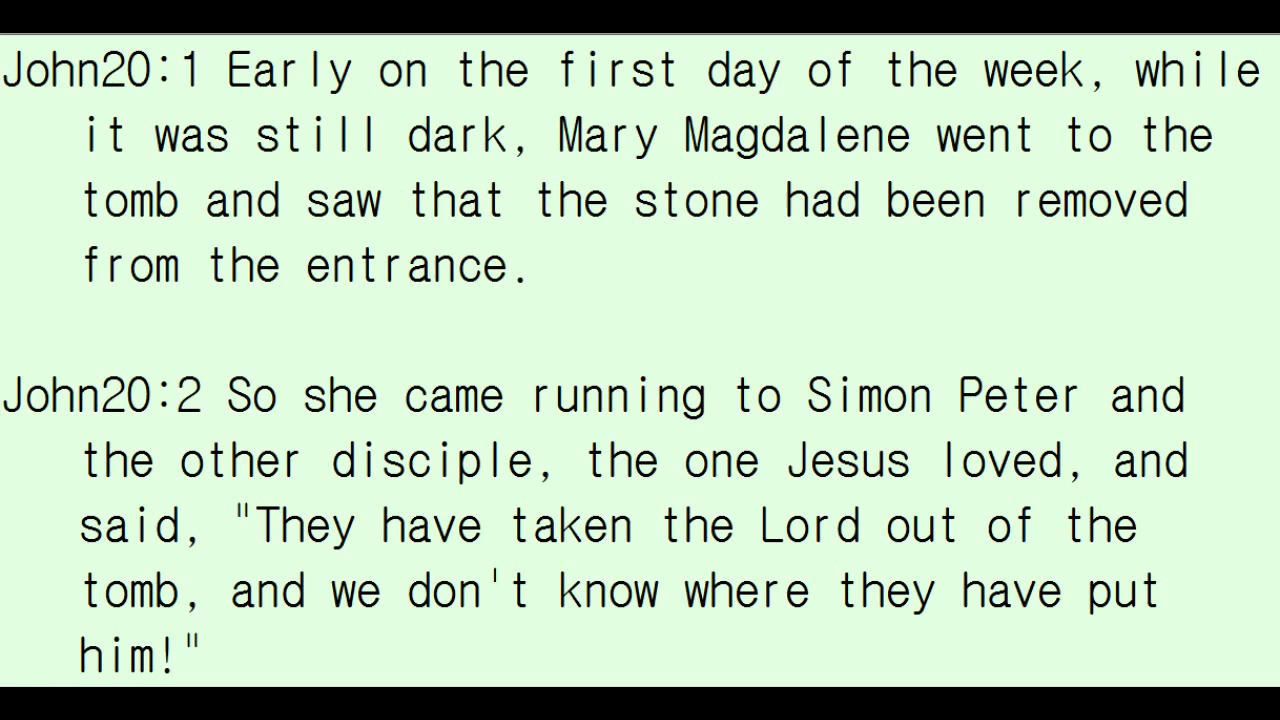 John20:1 Early on the first day of the week, while
it was still dark, Mary Magdalene went to the
tomb and saw that the stone had been removed
from the entrance.
John20:2 So she came running to Simon Peter and
the other disciple, the one Jesus loved, and
said, "They have taken the Lord out of the
tomb, and we don't know where they have put
him!"